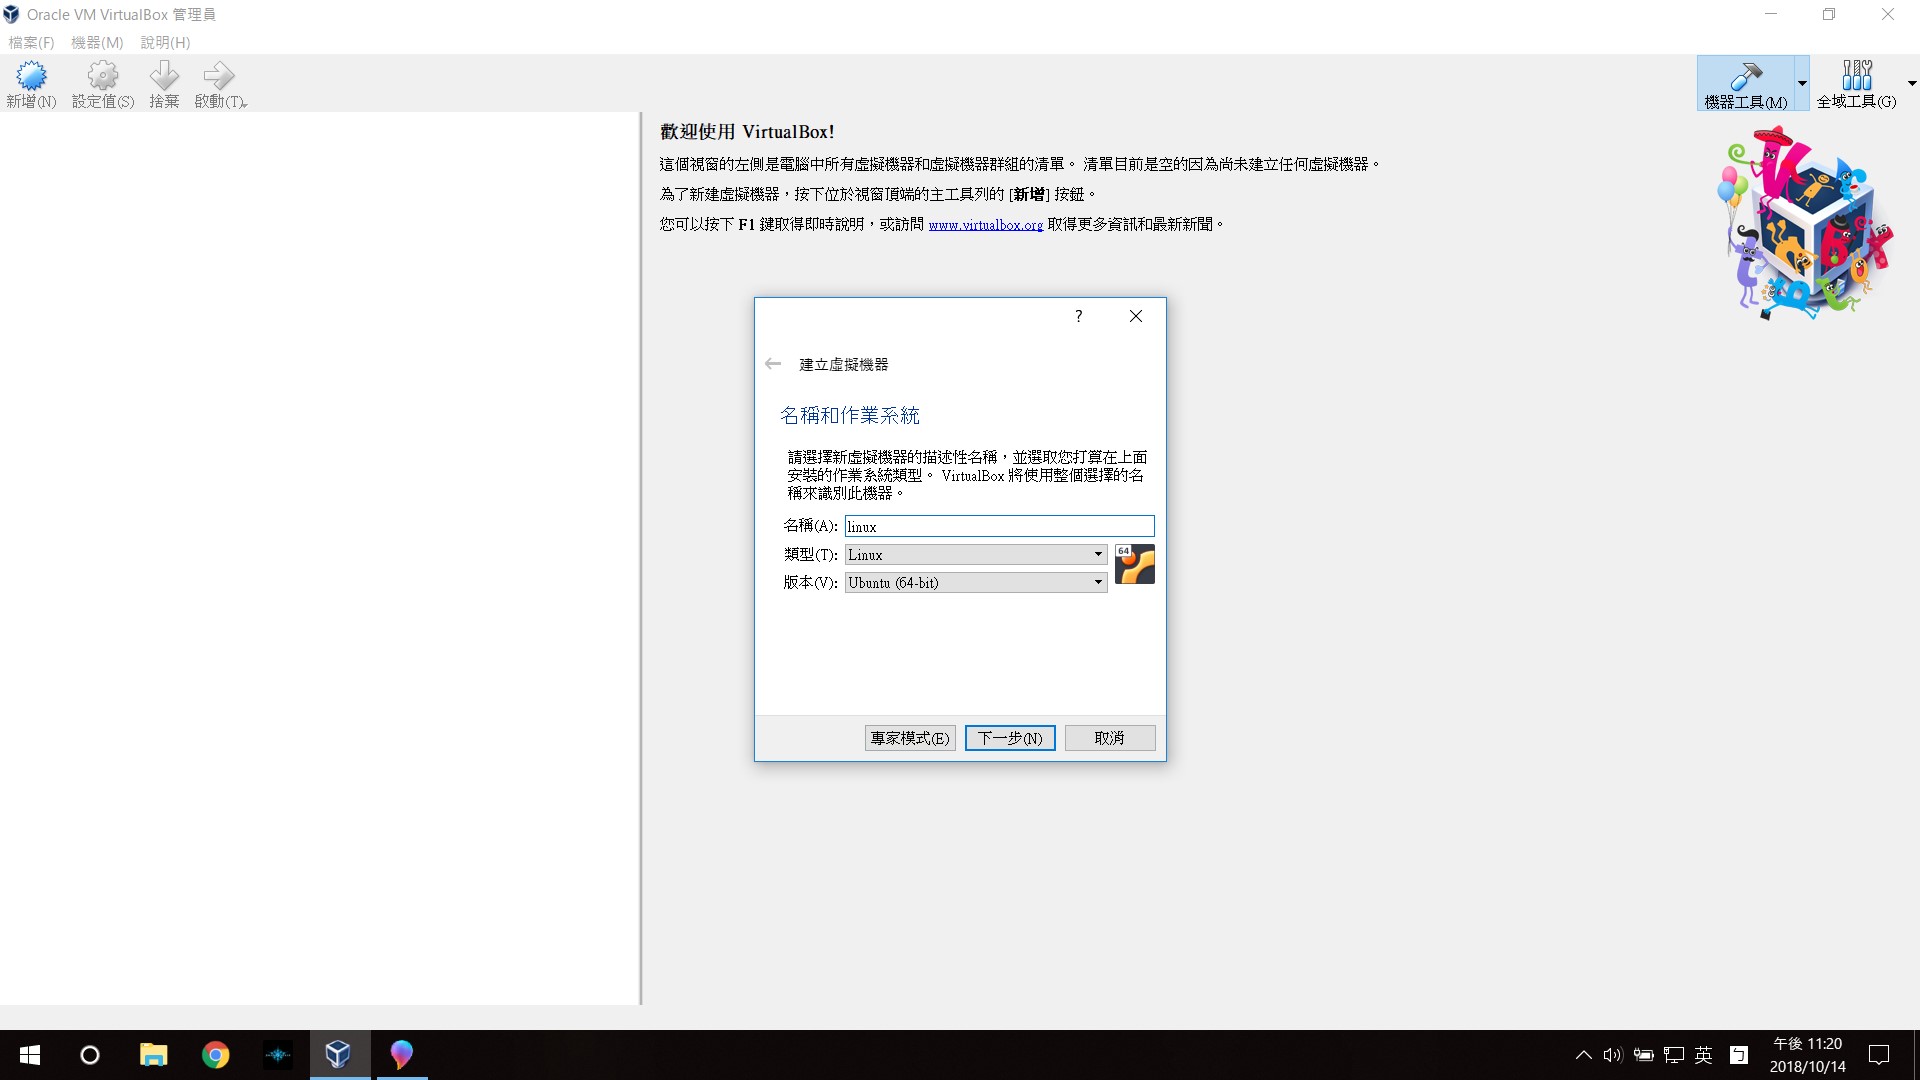 Oracle VM VirtualBox 管理員
檔案(F) 機器(M) 說明(H)
新增(N) 設定值(S) 捨棄 啟動(T)
機器工具(M) 全域工具(G)
歡迎使用 VirtualBox!
這個視窗的左側是電腦中所有虛擬機器和虛擬機器群組的清單。 清單目前是空的因為尚未建立任何虛擬機器。
為了新建虛擬機器，按下位於視窗頂端的主工具列的 [新增] 按鈕。
您可以按下 F1 鍵取得即時說明，或訪問 www.virtualbox.org 取得更多資訊和最新新聞。
?
建立虛擬機器
名稱和作業系統
請選擇新虛擬機器的描述性名稱，並選取您打算在上面
安裝的作業系統類型。 VirtualBox 將使用整個選擇的名
稱來識別此機器。
名稱(A): linux
類型(T): Linux
64
版本(V): Ubuntu (64-bit)
專家模式(E) 下一步(N) 取消
英
ㄅ
午後 11:20
2018/10/14